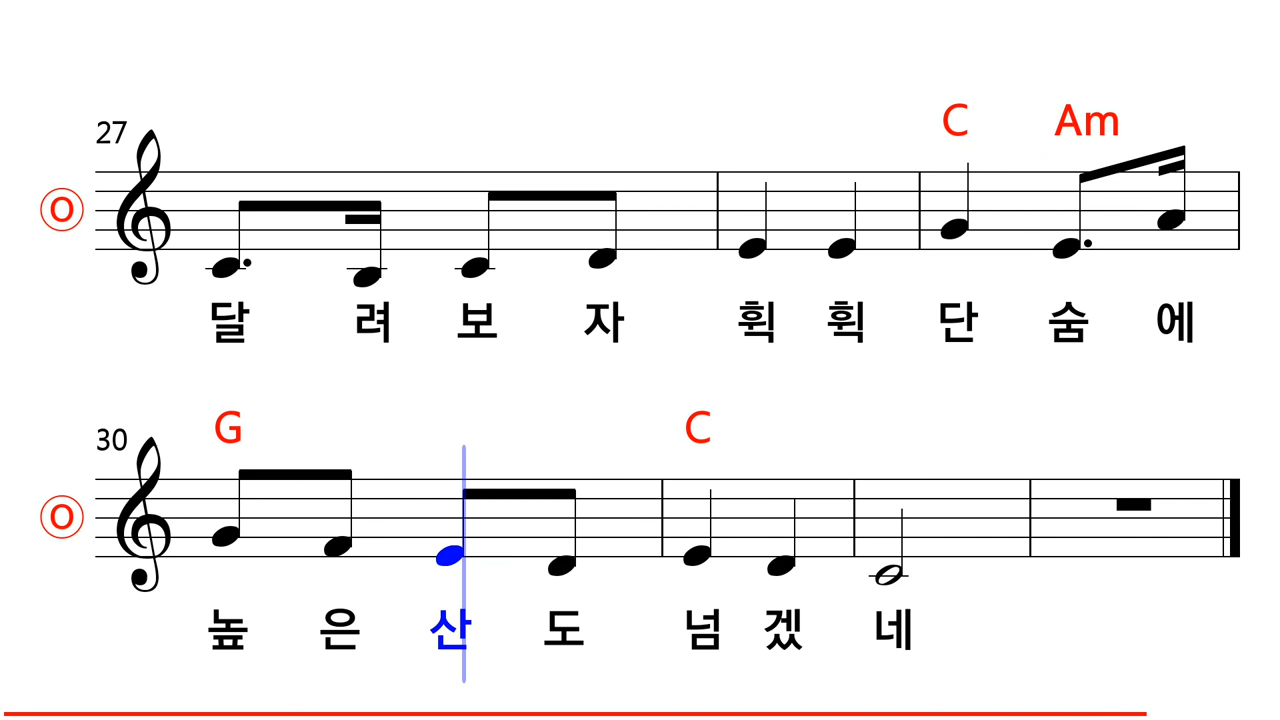 C Am
27
O
달 려 보 자 휙 휙 단 숨 에
G C
30
O
높 은 산 도 넘 겠 네